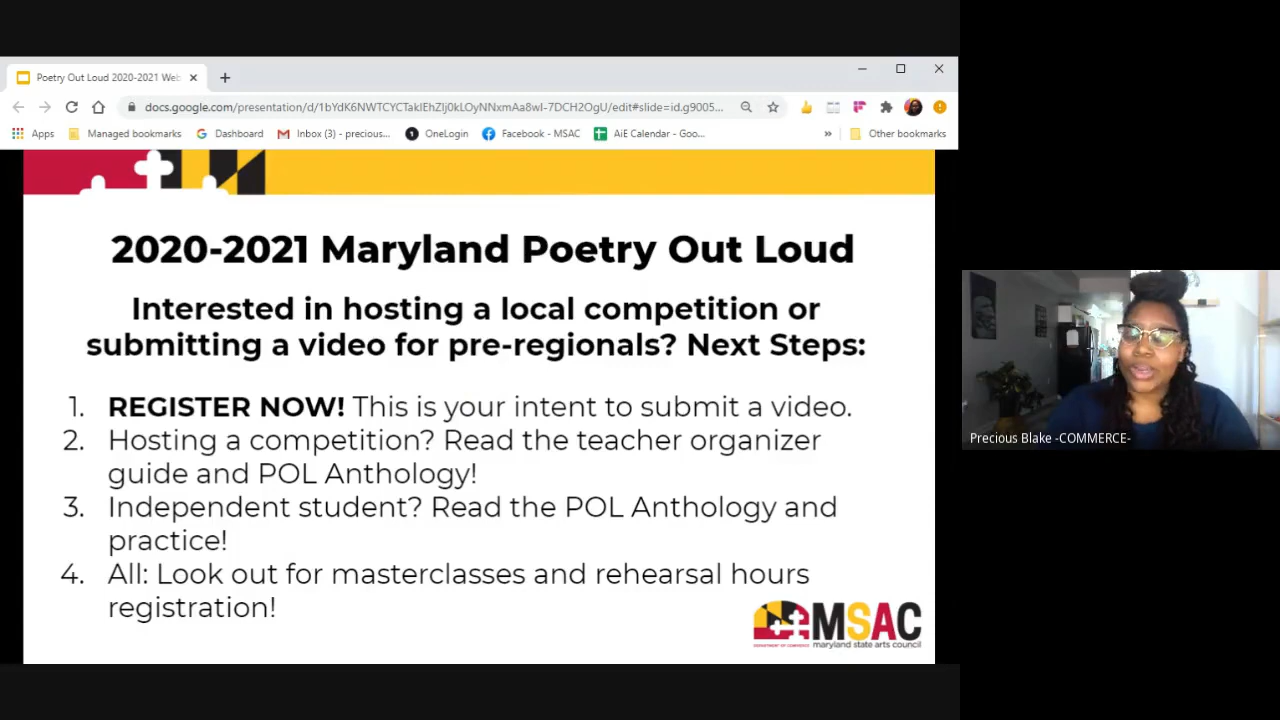 Poetry Out Loud 2020-2021 Web
docs.google.com/presentation/d/1bYdK6NWTCYCTaklEhZIj0kLOyNNxmAa8wI-7DCH2OgU/edit#slide=id.g9005...
Apps Managed bookmarks Dashboard Inbox (3) - precious... OneLogin Facebook - MSAC AiE Calendar - Goo... » Other bookmarks
2020-2021 Maryland Poetry Out Loud
Interested in hosting a local competition or
submitting a video for pre-regionals? Next Steps:
1. REGISTER NOW! This is your intent to submit a video.
2. Hosting a competition? Read the teacher organizer
guide and POL Anthology!
3. Independent student? Read the POL Anthology and
practice!
4. All: Look out for masterclasses and rehearsal hours
registration!
MSAC
DEPARTMENT OF COMMERCE maryland state arts council
Precious Blake -COMMERCE-